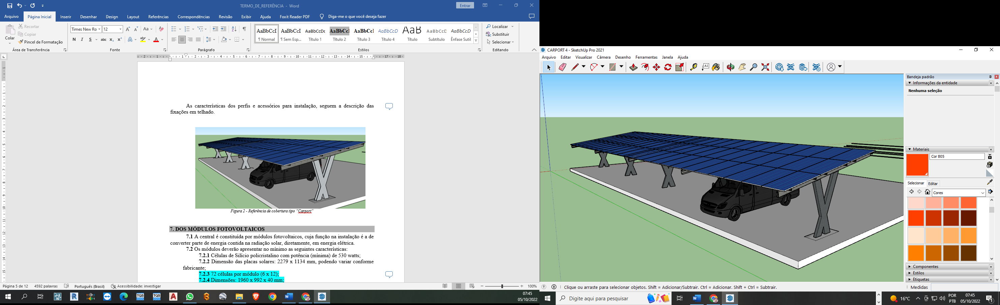 TERMO_DE_REFERÊNCIA - Word
Entrar
Arquivo
Página Inicial
Inserir
Desenhar
Design
Layout
Referências
Correspondências
Revisão
Exibir
Ajuda
Foxit Reader PDF
Diga-me o que você deseja fazer
Colar
Recortar
Copiar
Pincel de Formatação
Área de Transferência
Times New Ro
12
Fonte
Parágrafo
AaBbCcI
¶ Normal
AaBbCcI
¶ Sem Esp...
AaBbCcDc
Título 1
AaBbCcI
Título 2
AaBbCcI
Título 3
AaBbCcD
Título 4
AaB
Título
AaBbCcD
Subtítulo
AaBbCcD
Ênfase Sutil
Estilos
Localizar
Substituir
Selecionar
Editando
As características dos perfis e acessórios para instalação, seguem a descrição das
fixações em telhado.
Figura 2 - Referência de cobertura tipo “Carport”
7. DOS MÓDULOS FOTOVOLTAICOS
7.1 A central é constituída por módulos fotovoltaicos, cuja função na instalação é a de
converter parte de energia contida na radiação solar, diretamente, em energia elétrica.
7.2 Os módulos deverão apresentar no mínimo as seguintes características:
7.2.1 Células de Silício policristalino com potência (mínima) de 530 watts;
7.2.2 Dimensão das placas solares: 2279 x 1134 mm, podendo variar conforme
fabricante;
7.2.3 72 células por módulo (6 x 12);
7.2.4 Dimensões: 1960 x 992 x 40 mm;
Página 5 de 12
4592 palavras
Português (Brasil)
Acessibilidade: investigar
100%
07:45
05/10/2022
CARPORT 4 - SketchUp Pro 2021
Arquivo
Editar
Visualizar
Câmera
Desenho
Ferramentas
Janela
Ajuda
Bandeja padrão
Informações da entidade
Nenhuma seleção
Materiais
Cor B05
Selecionar
Editar
Cores
Componentes
Estilos
Etiquetas
Clique ou arraste para selecionar objetos. Shift = Adicionar/Subtrair. Ctrl = Adicionar. Shift + Ctrl = Subtrair.
Medidas
Digite aqui para pesquisar
16°C
POR
PTB
07:45
05/10/2022